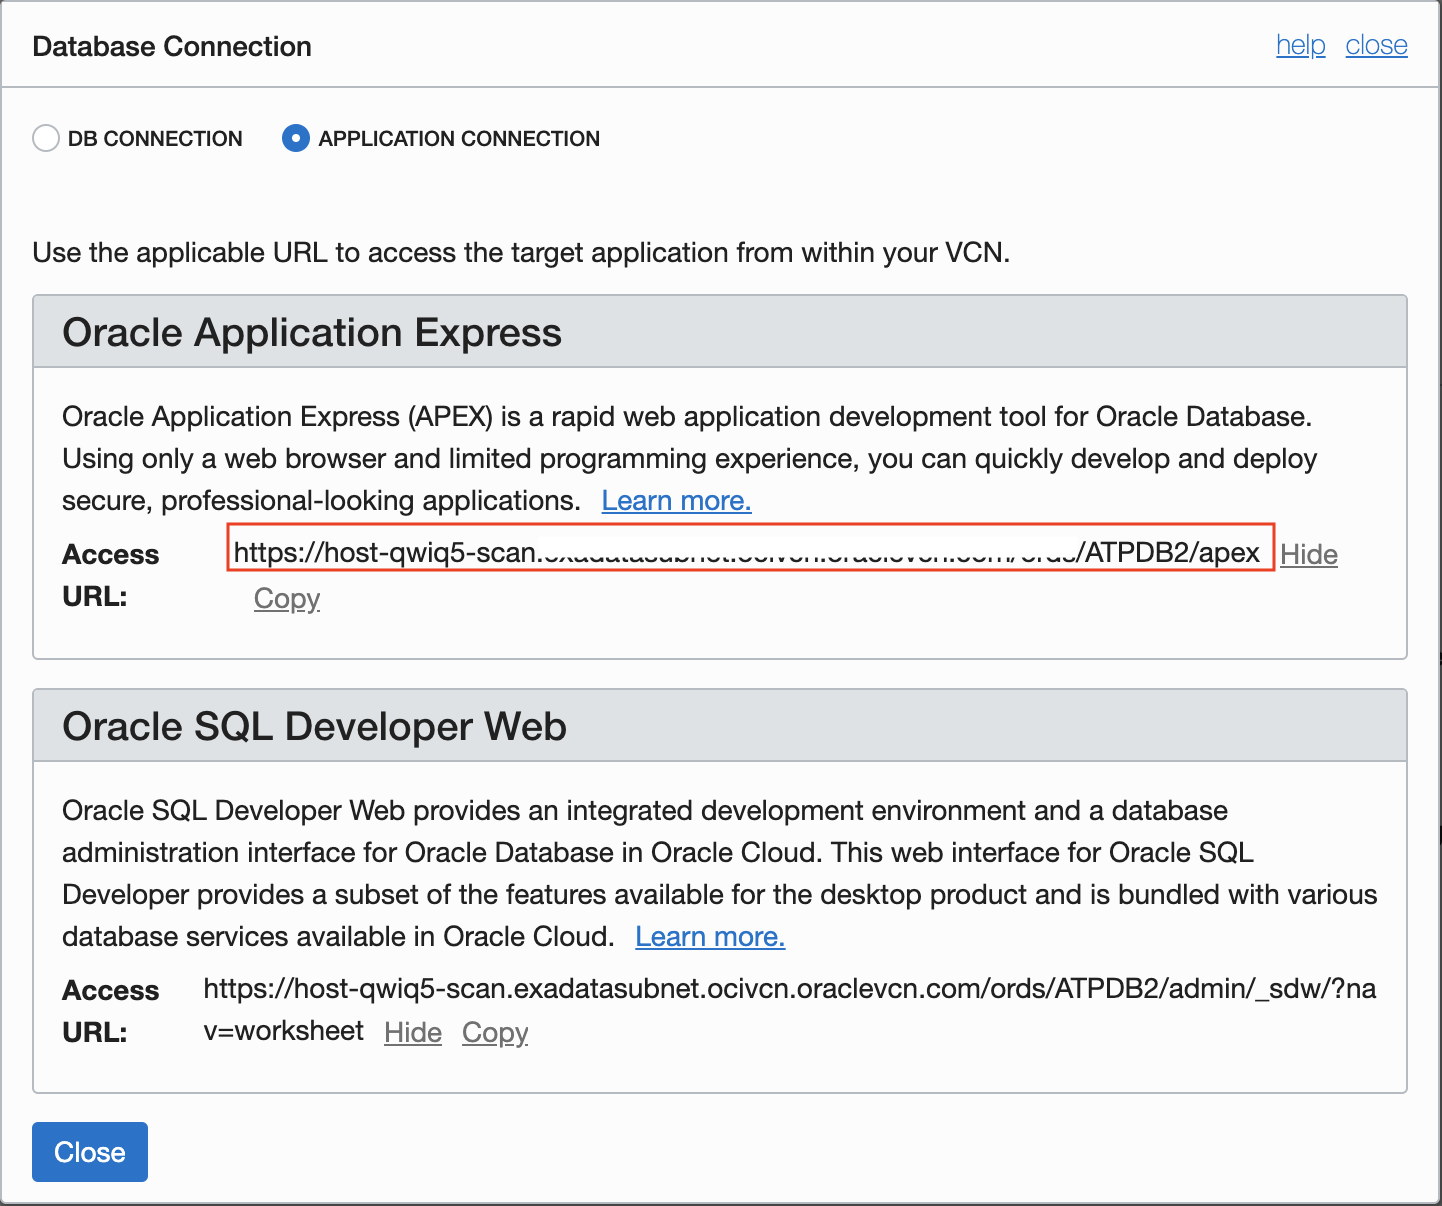 Database Connection help close
DB CONNECTION APPLICATION CONNECTION
Use the applicable URL to access the target application from within your VCN.
Oracle Application Express
Oracle Application Express (APEX) is a rapid web application development tool for Oracle Database.
Using only a web browser and limited programming experience, you can quickly develop and deploy
secure, professional-looking applications. Learn more.
Access https://host-qwiq5-scan. /ATPDB2/apex Hide
URL: Copy
Oracle SQL Developer Web
Oracle SQL Developer Web provides an integrated development environment and a database
administration interface for Oracle Database in Oracle Cloud. This web interface for Oracle SQL
Developer provides a subset of the features available for the desktop product and is bundled with various
database services available in Oracle Cloud. Learn more.
Access https://host-qwiq5-scan.exadatasubnet.ocivcn.oraclevcn.com/ords/ATPDB2/admin/_sdw/?na
URL: v=worksheet Hide Copy
Close